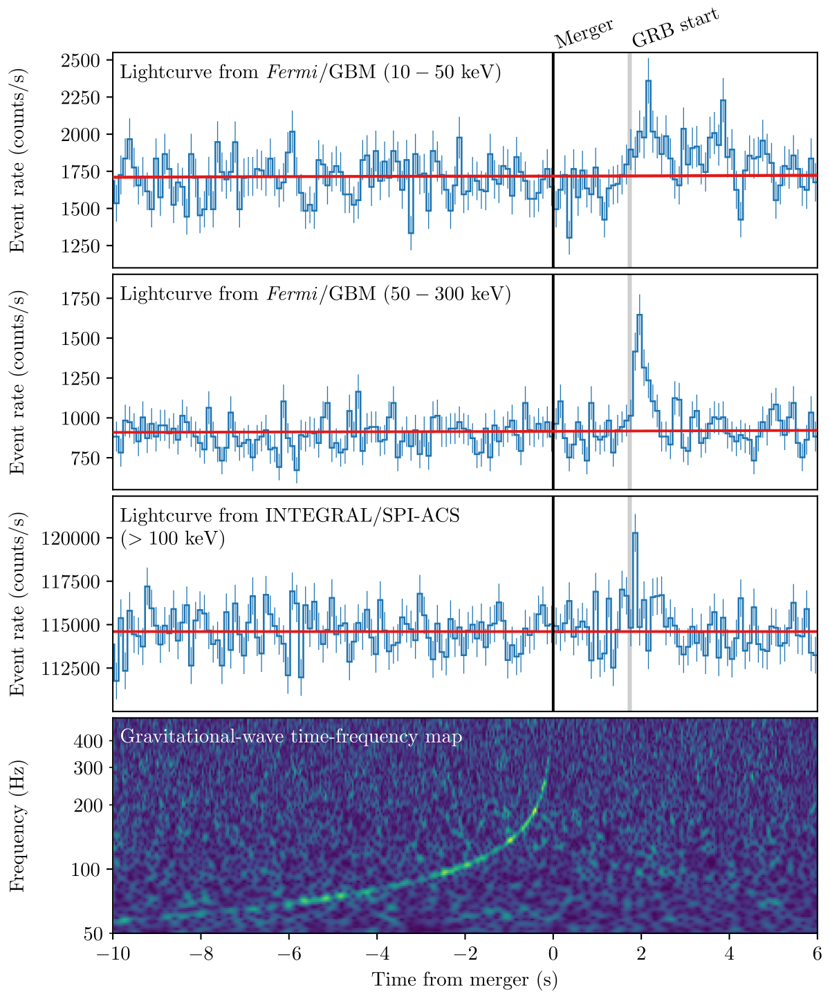 Merger
GRB start
Lightcurve from Fermi/GBM (10 − 50 keV)
Event rate (counts/s)
2500
2250
2000
1750
1500
1250
Lightcurve from Fermi/GBM (50 − 300 keV)
Event rate (counts/s)
1750
1500
1250
1000
750
Lightcurve from INTEGRAL/SPI-ACS
(> 100 keV)
Event rate (counts/s)
120000
117500
115000
112500
Gravitational-wave time-frequency map
Frequency (Hz)
400
300
200
100
50
−10 −8 −6 −4 −2 0 2 4 6
Time from merger (s)